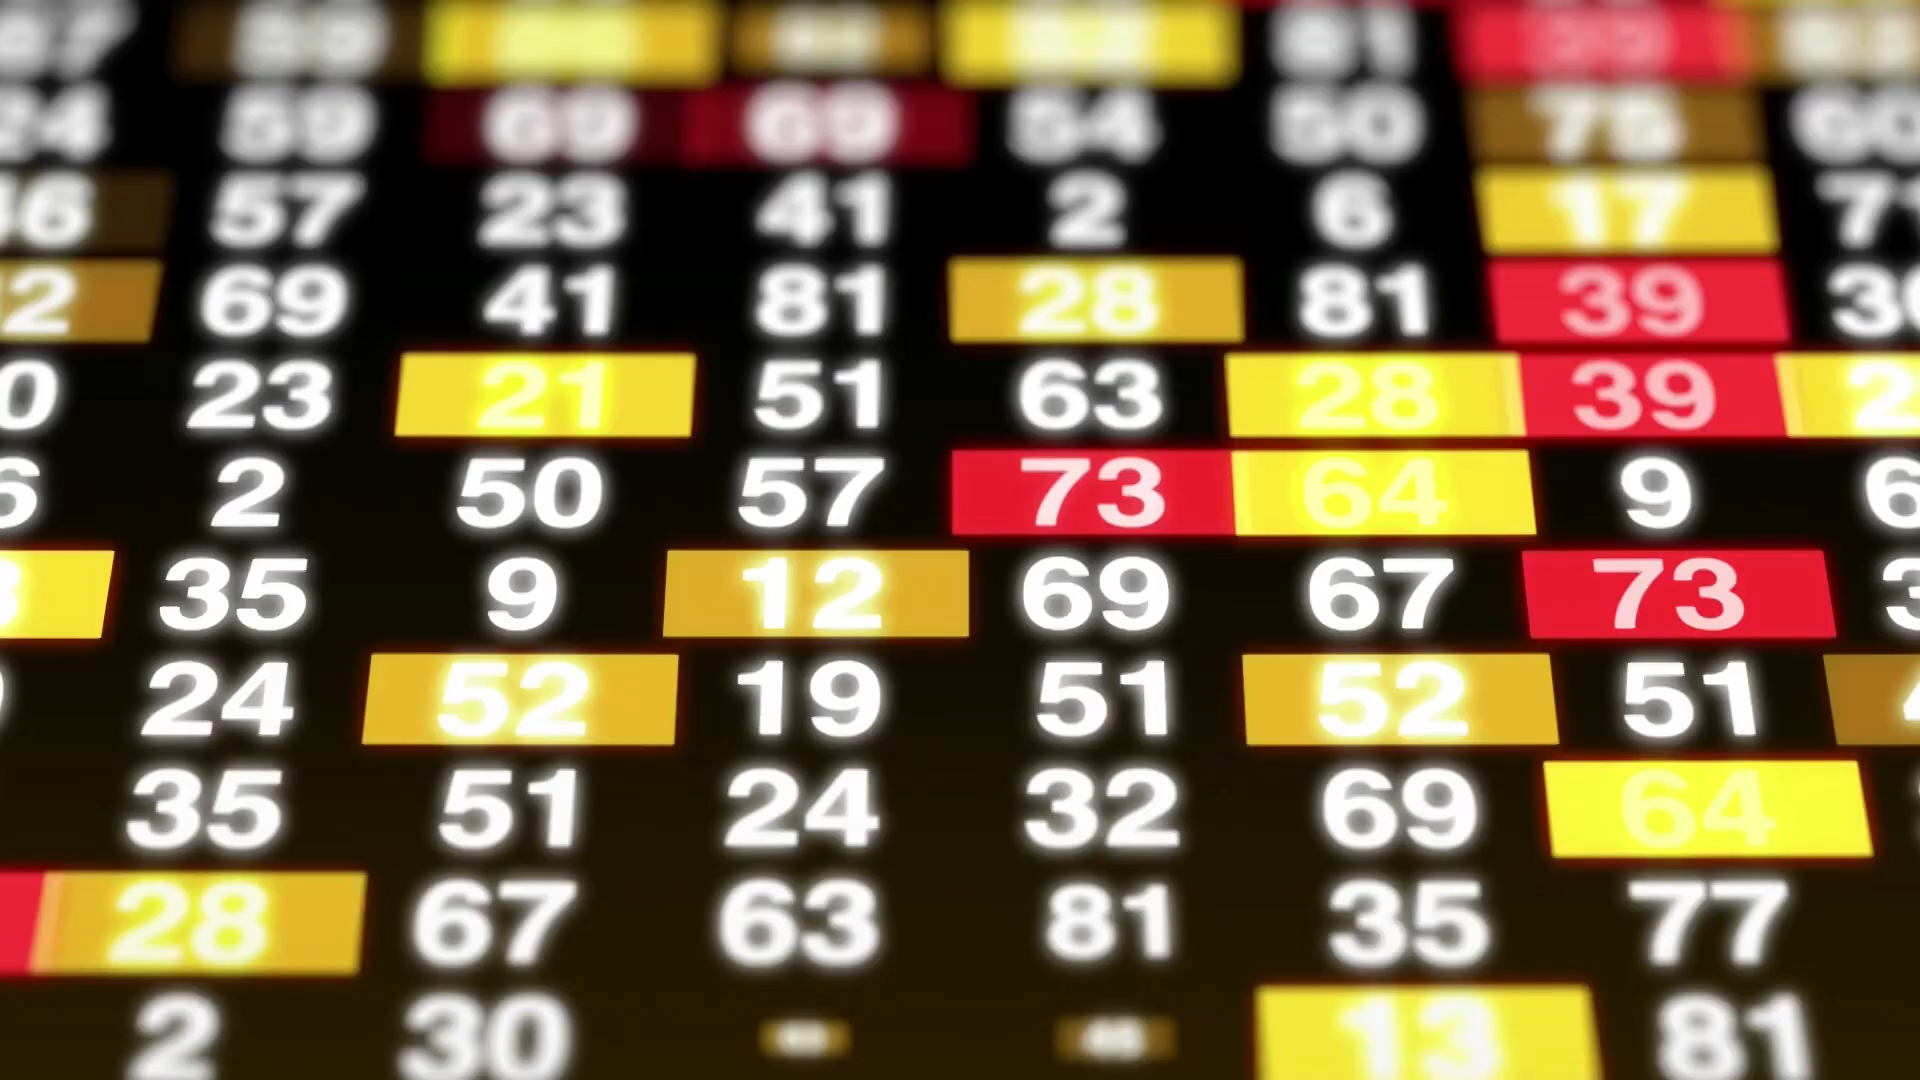 59 81
24 59 69 69 54 50 75 60
57 23 41 2 6 17
69 41 81 28 81 39
23 21 51 63 28 39
2 50 57 73 64 9
35 9 12 69 67 73
24 52 19 51 52 51
35 51 24 32 69 64
28 67 63 81 35 77
2 30 13 81